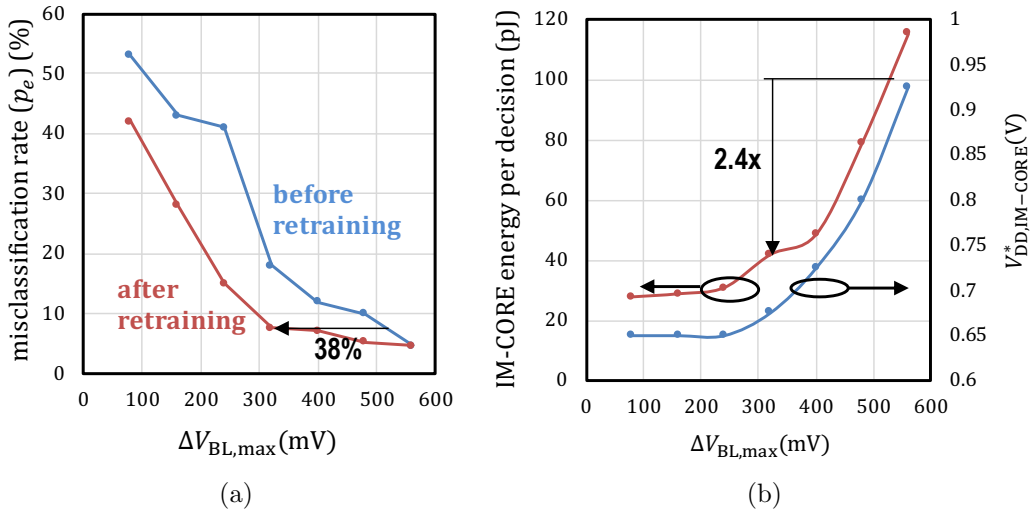 misclassification rate (pₑ) (%)
60
50
40
30
20
10
0
before
retraining
after
retraining
38%
0 100 200 300 400 500 600
ΔV_BL,max(mV)
(a)
IM-CORE energy per decision (pJ)
120
100
80
60
40
20
0
2.4x
1
0.95
0.9
0.85
0.8
0.75
0.7
0.65
0.6
V*_DD,IM−CORE(V)
0 100 200 300 400 500 600
ΔV_BL,max(mV)
(b)